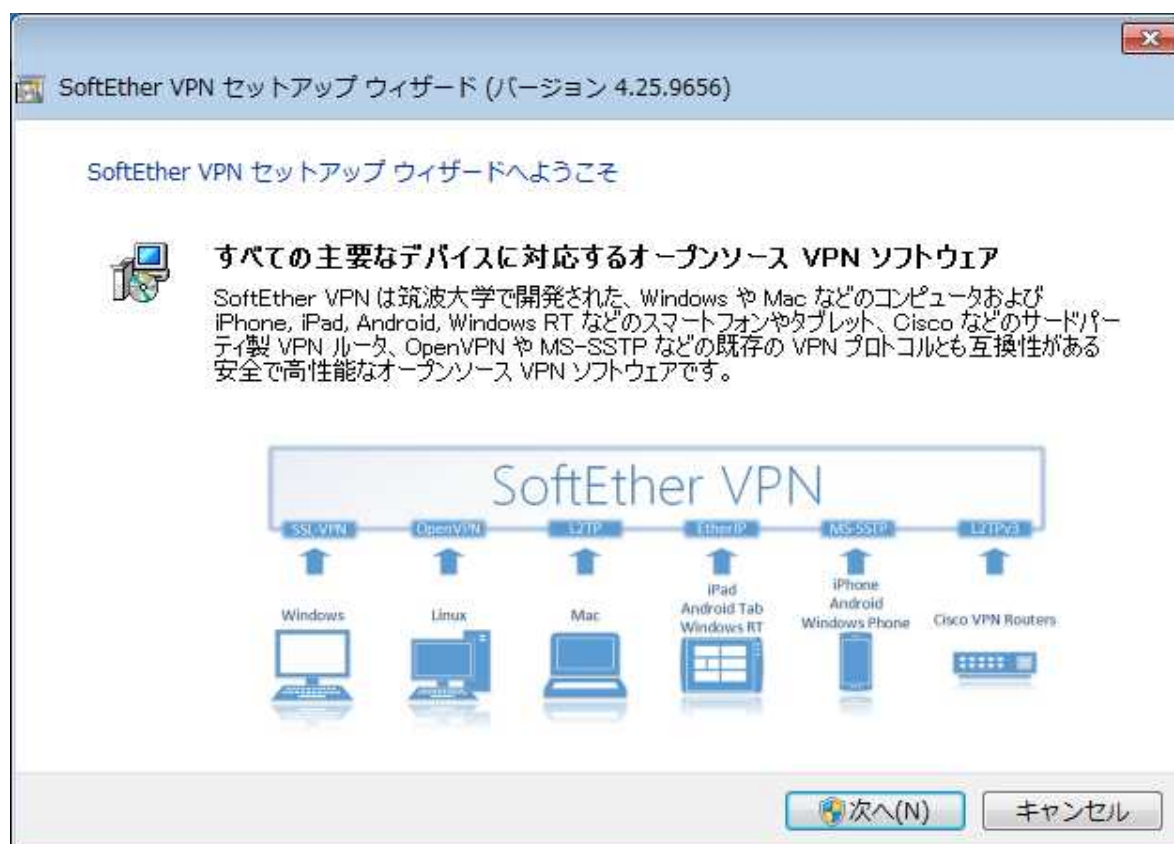 SoftEther VPN セットアップ ウィザード (バージョン 4.25.9656)
SoftEther VPN セットアップ ウィザードへようこそ
すべての主要なデバイスに対応するオープンソース VPN ソフトウェア
SoftEther VPN は筑波大学で開発された、Windows や Mac などのコンピュータおよび
iPhone, iPad, Android, Windows RT などのスマートフォンやタブレット、Cisco などのサードパー
ティ製 VPN ルータ、OpenVPN や MS-SSTP などの既存の VPN プロトコルとも互換性がある
安全で高性能なオープンソース VPN ソフトウェアです。
SoftEther VPN
SSL-VPN OpenVPN L2TP EtherIP MS-SSTP L2TPv3
Windows
Linux
Mac
iPad
Android Tab
Windows RT
iPhone
Android
Windows Phone
Cisco VPN Routers
次へ(N) キャンセル